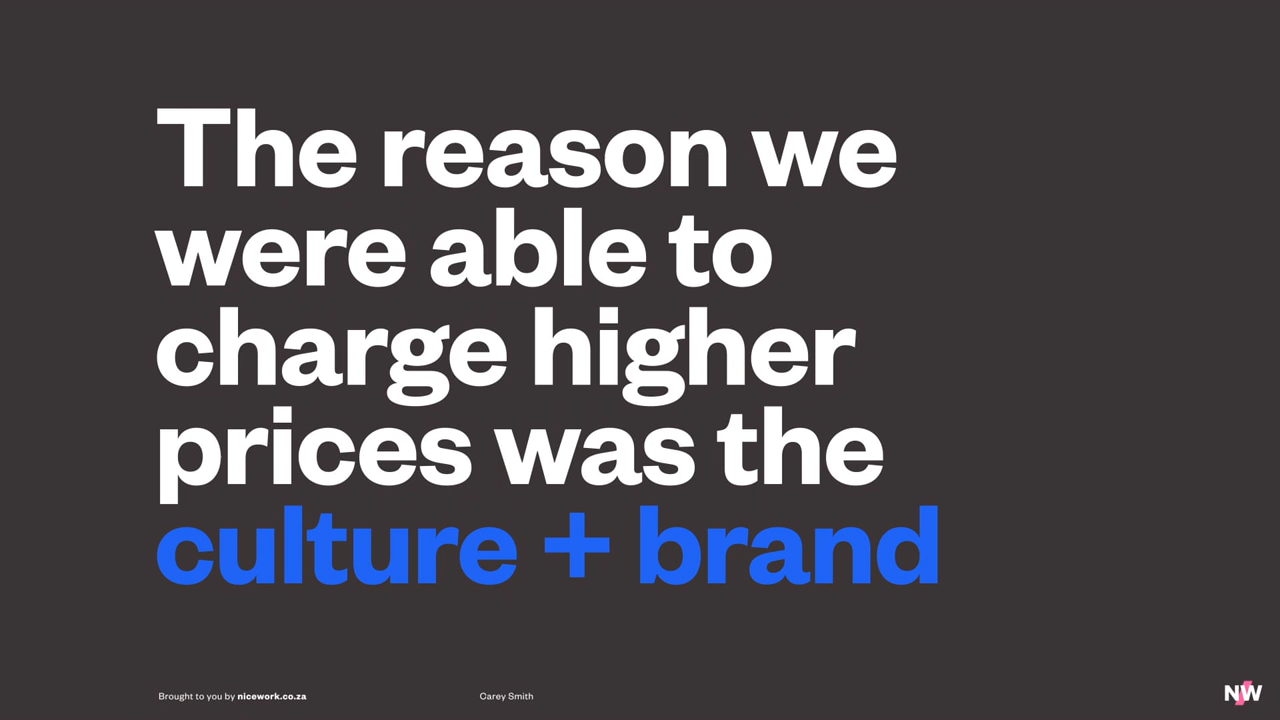 The reason we
were able to
charge higher
prices was the
culture + brand
Brought to you by nicework.co.za
Carey Smith
NW